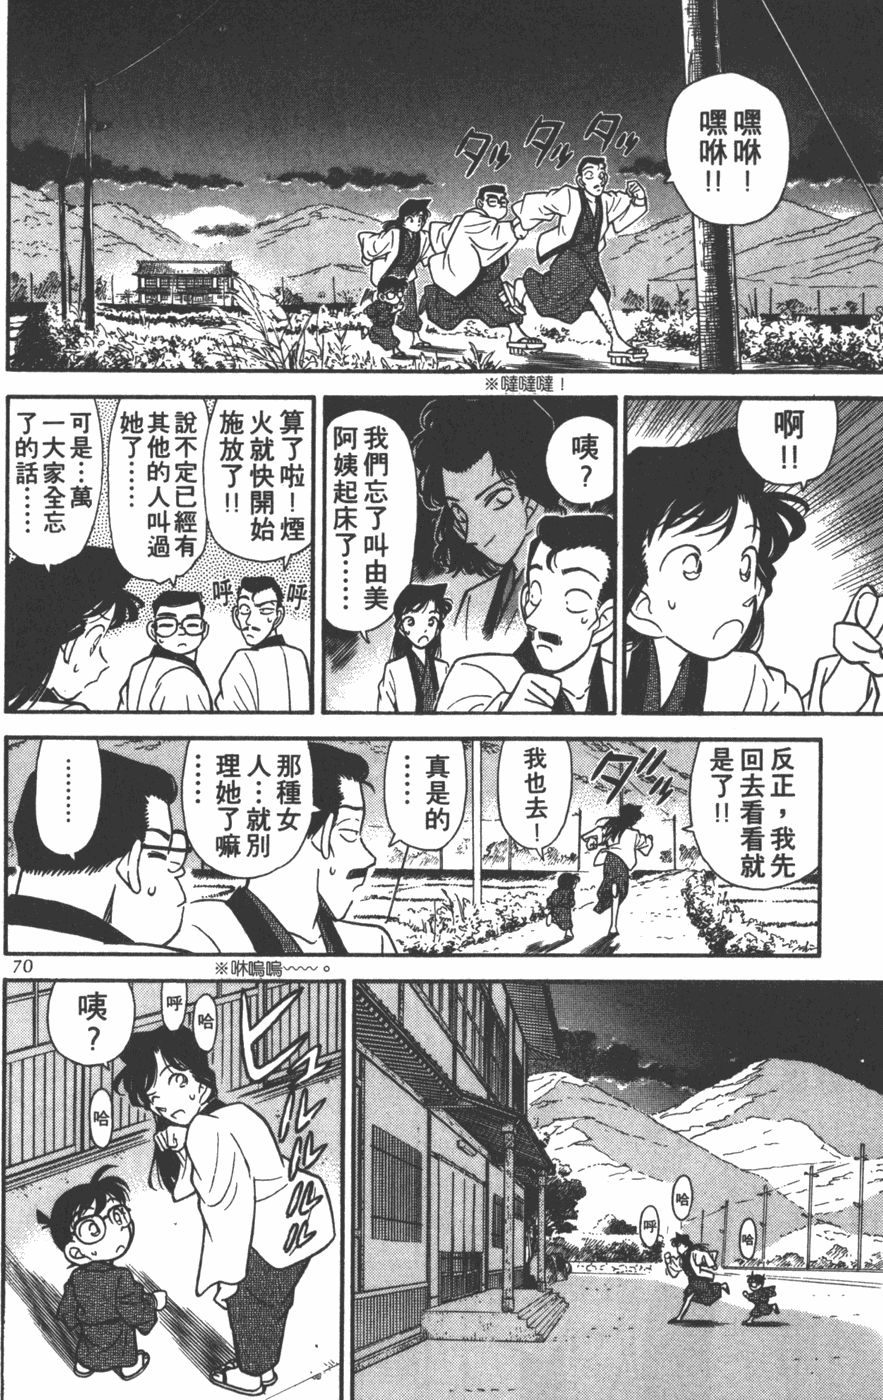 嘿咻！
嘿咻!!
タッ
タッ
タッ
※噠噠噠！
啊!!
咦?
我們忘了叫由美
阿姨起床了……
算了啦！煙
火就快開始
施放了!!
說不定已經有
其他的人叫過
她了……
呼
呼
可是…萬
一大家全忘
了的話……
反正，我先
回去看看就
是了!!
ダッ
我也去！
真是的
……
那種女
人…就別
理她了嘛
……
……
70
※咻嗚嗚~~~。
哈
呼
哈
咦?
呼
哈
哈
ヒュルルルル